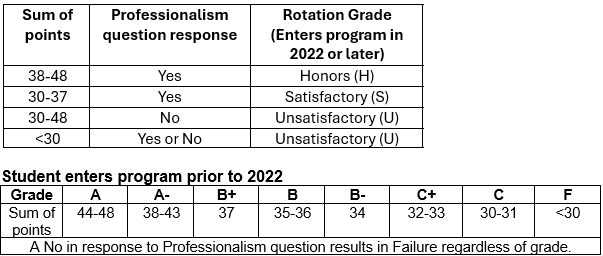 Sum of points Professionalism question response Rotation Grade (Enters program in 2022 or later)
38-48 Yes Honors (H)
30-37 Yes Satisfactory (S)
30-48 No Unsatisfactory (U)
<30 Yes or No Unsatisfactory (U)
Student enters program prior to 2022
Grade A A- B+ B B- C+ C F
Sum of points 44-48 38-43 37 35-36 34 32-33 30-31 <30
A No in response to Professionalism question results in Failure regardless of grade.